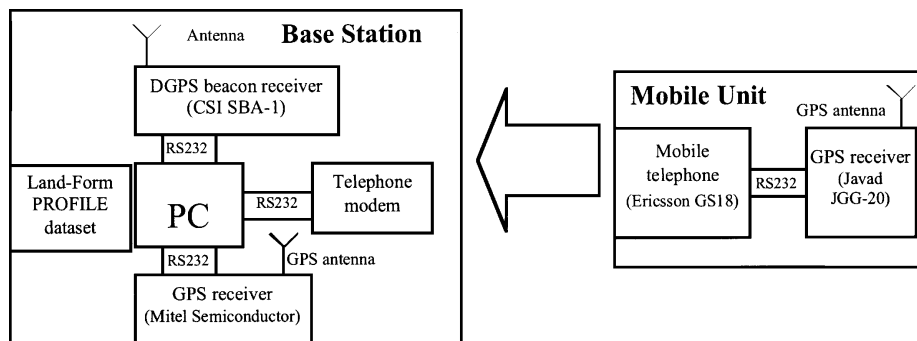 Antenna
Base Station
DGPS beacon receiver
(CSI SBA-1)
RS232
Land-Form
PROFILE
dataset
PC
RS232
Telephone
modem
RS232
GPS antenna
GPS receiver
(Mitel Semiconductor)
Mobile Unit
GPS antenna
Mobile
telephone
(Ericsson GS18)
RS232
GPS receiver
(Javad
JGG-20)